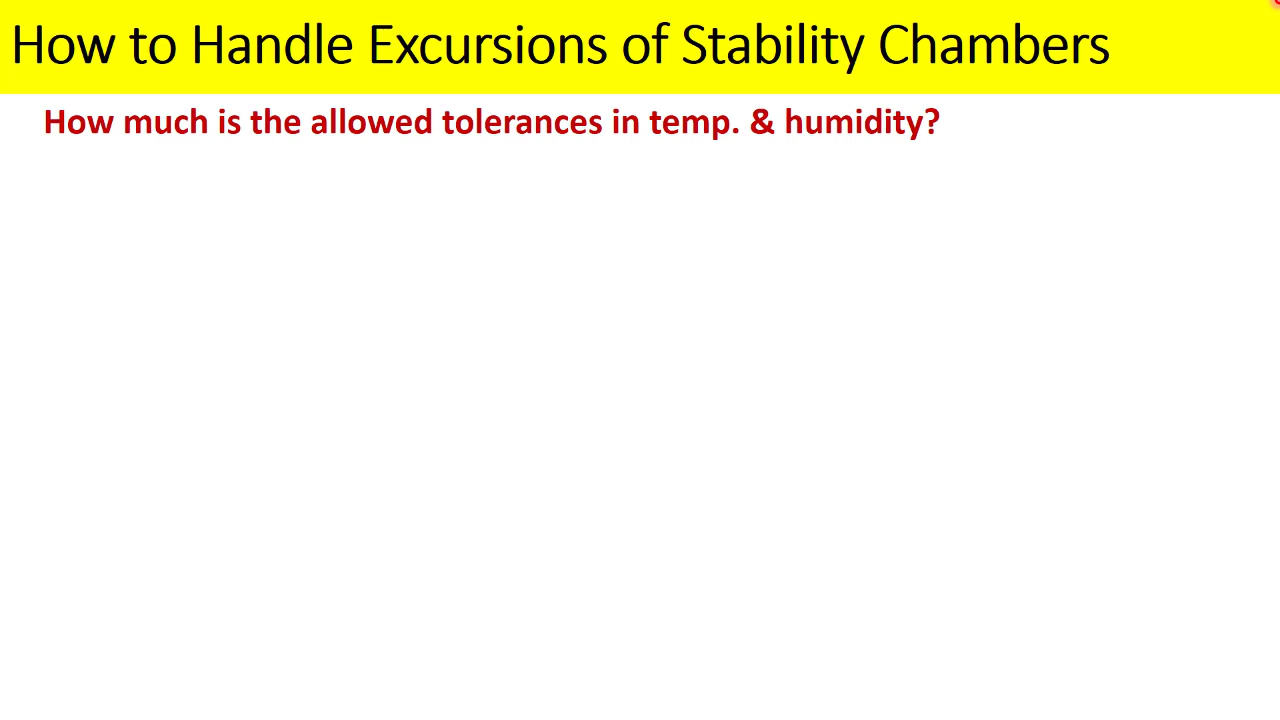 How to Handle Excursions of Stability Chambers
How much is the allowed tolerances in temp. & humidity?